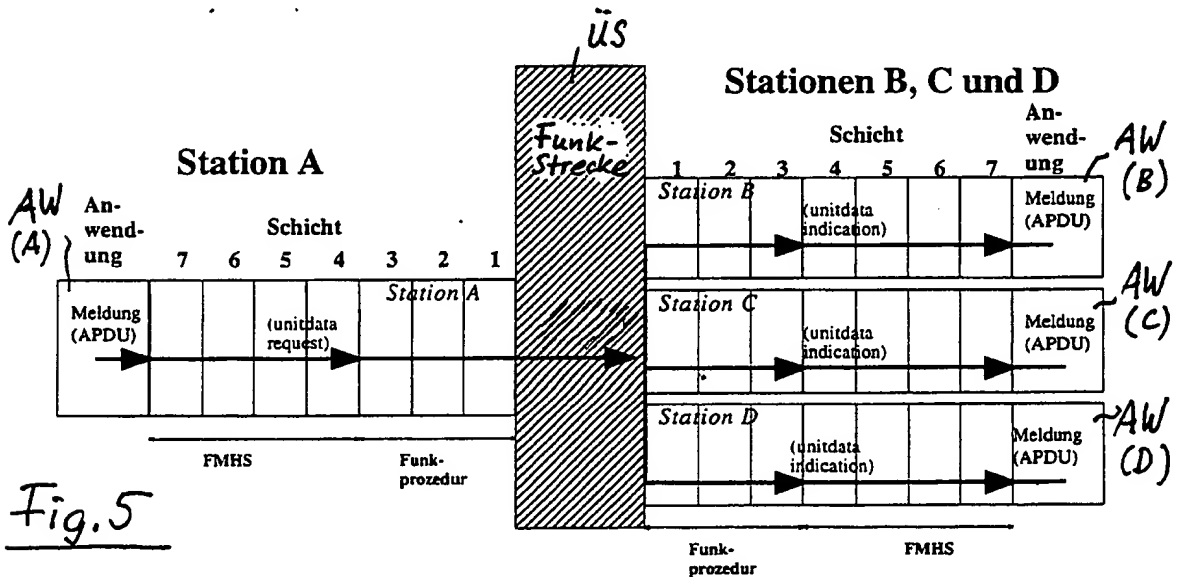 ÜS
Stationen B, C und D
Funk-
Strecke
Station A
Schicht
An-
wend-
ung
AW
(B)
1 2 3 4 5 6 7
Station B
(unitdata
indication)
Meldung
(APDU)
AW
(A)
An-
wend-
ung
Schicht
7 6 5 4 3 2 1
Station A
Meldung
(APDU)
(unitdata
request)
Station C
(unitdata
indication)
Meldung
(APDU)
AW
(C)
Station D
(unitdata
indication)
Meldung
(APDU)
AW
(D)
FMHS
Funk-
prozedur
Fig. 5
Funk-
prozedur
FMHS